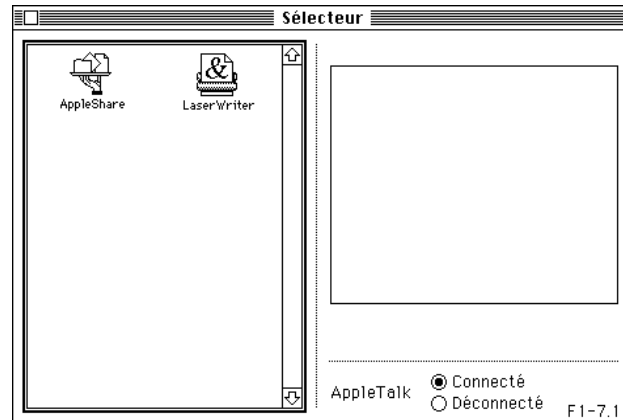 Sélecteur
AppleShare
LaserWriter
&
AppleTalk
Connecté
Déconnecté
F1-7.1